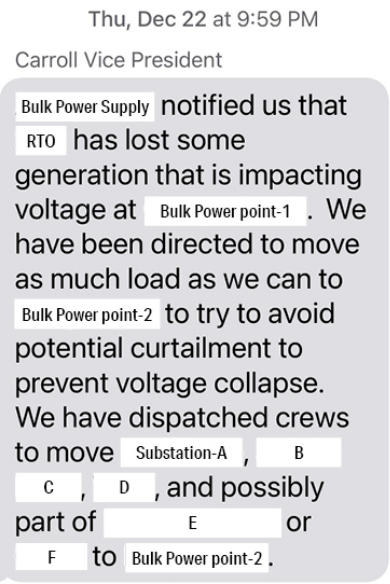 Thu, Dec 22 at 9:59 PM
Carroll Vice President
Bulk Power Supply notified us that
RTO has lost some
generation that is impacting
voltage at Bulk Power point-1 . We
have been directed to move
as much load as we can to
Bulk Power point-2 to try to avoid
potential curtailment to
prevent voltage collapse.
We have dispatched crews
to move Substation-A , B
C , D , and possibly
part of E or
F to Bulk Power point-2 .